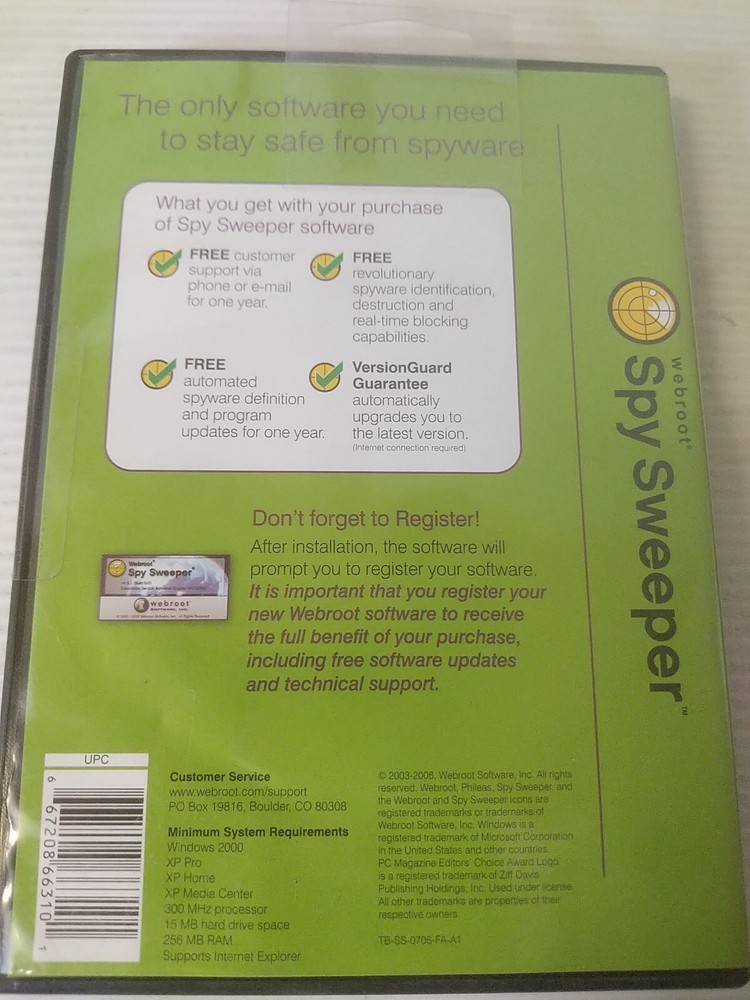 The only software you need
to stay safe from spyware
What you get with your purchase
of Spy Sweeper software
FREE customer
support via
phone or e-mail
for one year.
FREE
revolutionary
spyware identification,
destruction and
real-time blocking
capabilities.
FREE
automated
spyware definition
and program
updates for one year.
VersionGuard
Guarantee
automatically
upgrades you to
the latest version.
(Internet connection required)
Don't forget to Register!
After installation, the software will
prompt you to register your software.
It is important that you register your
new Webroot software to receive
the full benefit of your purchase,
including free software updates
and technical support.
Webroot®
Spy Sweeper™
webroot
SOFTWARE, INC.
webroot®
Spy Sweeper™
UPC
6 67208 66310 1
Customer Service
www.webroot.com/support
PO Box 19816, Boulder, CO 80308
Minimum System Requirements
Windows 2000
XP Pro
XP Home
XP Media Center
300 MHz processor
15 MB hard drive space
256 MB RAM
Supports Internet Explorer
© 2003-2006, Webroot Software, Inc. All rights
reserved. Webroot, Phileas, Spy Sweeper, and
the Webroot and Spy Sweeper icons are
registered trademarks or trademarks of
Webroot Software, Inc. Windows is a
registered trademark of Microsoft Corporation
in the United States and other countries.
PC Magazine Editors' Choice Award Logo
is a registered trademark of Ziff Davis
Publishing Holdings, Inc. Used under license.
All other trademarks are properties of their
respective owners.
TB-SS-0706-FA-A1